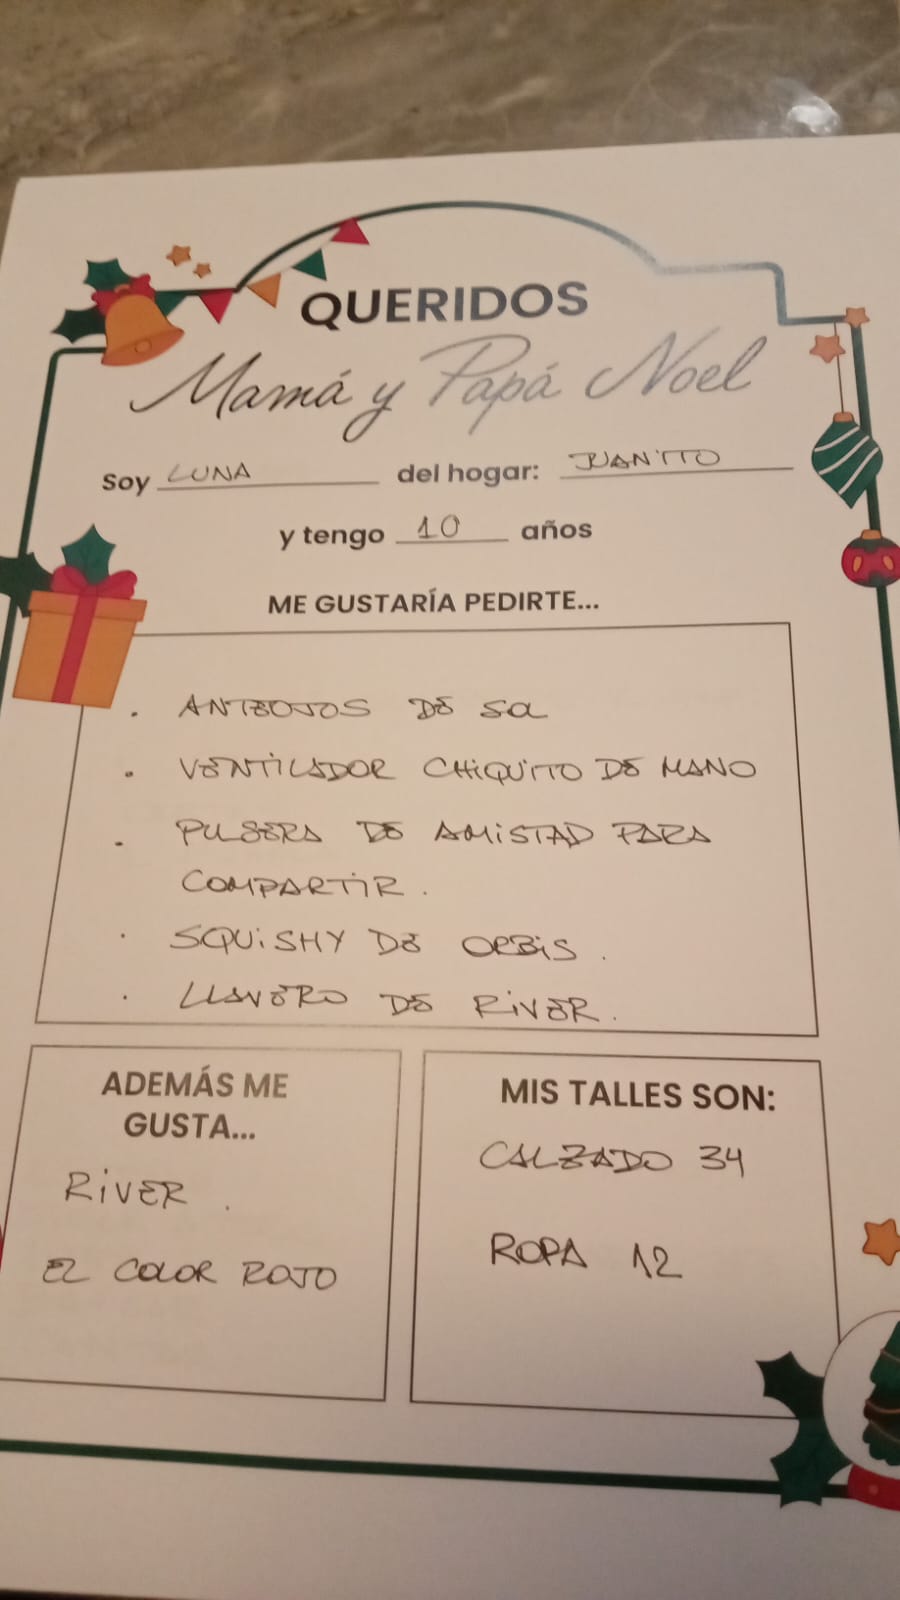 QUERIDOS
Mamá y Papá Noel
Soy LUNA del hogar: JUANITO
y tengo 10 años
ME GUSTARÍA PEDIRTE...
. ANTEOJOS DE SOL
. VENTILADOR CHIQUITO DE MANO
. PULSERA DE AMISTAD PARA
COMPARTIR.
. SQUISHY DE ORBIS.
. LLAVERO DE RIVER.
ADEMÁS ME
GUSTA...
RIVER.
EL COLOR ROJO
MIS TALLES SON:
CALZADO 34
ROPA 12